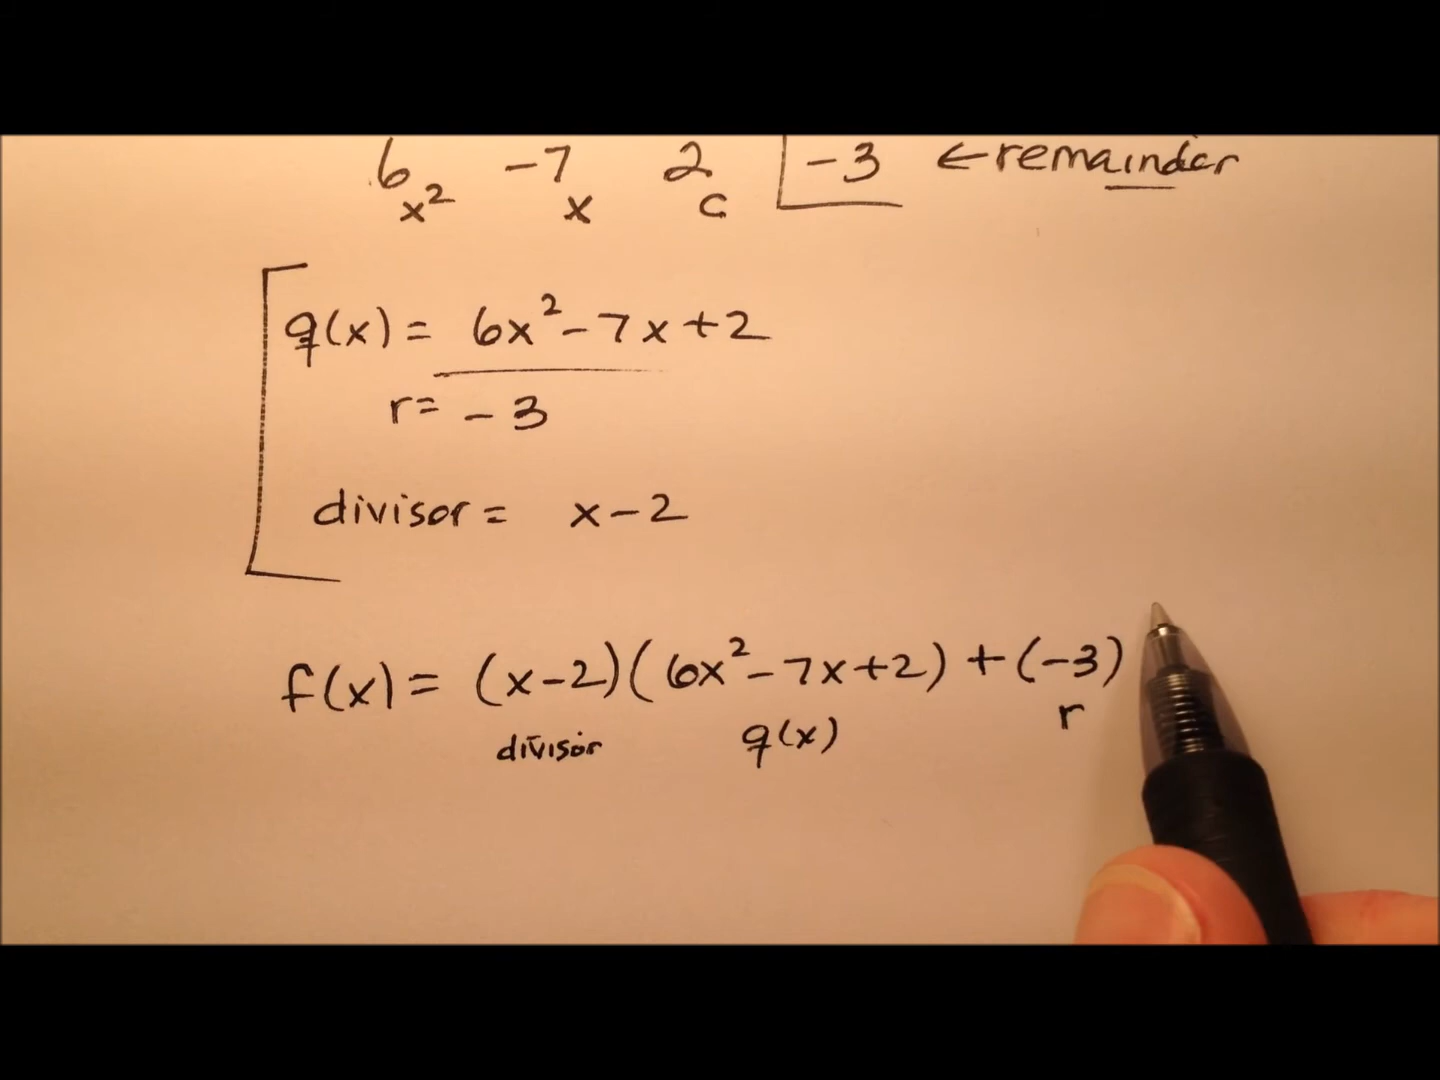 6 -7 2 -3 ← remainder
x² x c
q(x) = 6x² - 7x + 2
r = -3
divisor = x - 2
f(x) = (x-2)(6x² - 7x + 2) + (-3)
divisor q(x) r